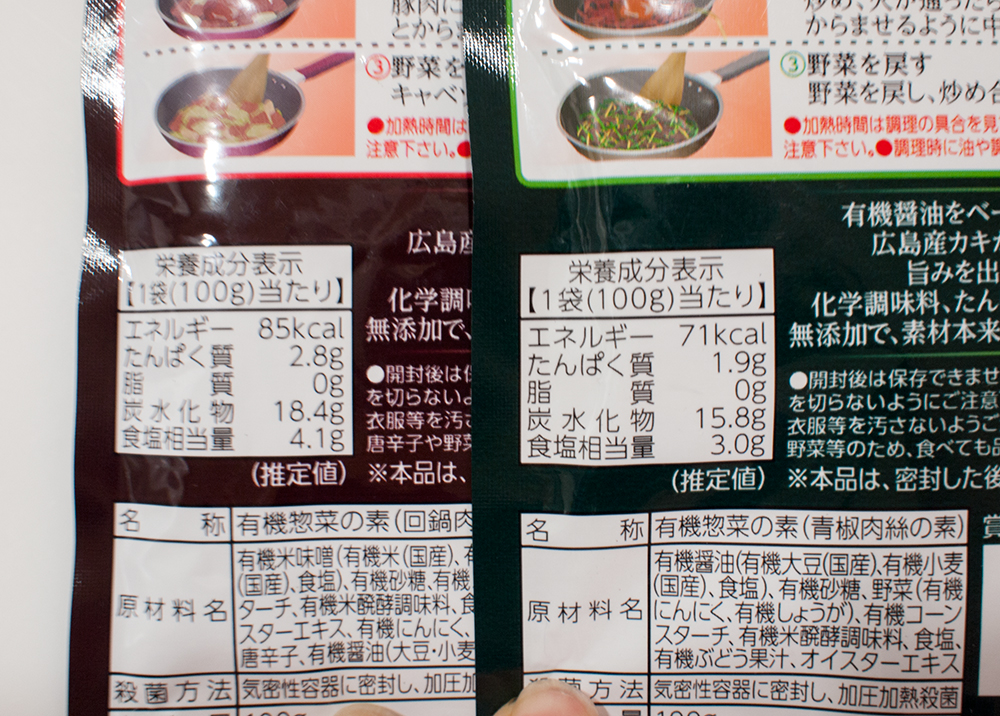 豚肉に
とから
③野菜を
キャベ
●加熱時間は
注意下さい。●
広島産
化学調味
無添加で、
栄養成分表示
【1袋(100g)当たり】
エネルギー 85kcal
たんぱく質 2.8g
脂質 0g
炭水化物 18.4g
食塩相当量 4.1g
(推定値)
●開封後は保
を切らない
衣服等を汚さ
唐辛子や野菜
※本品は、
名称 有機惣菜の素(回鍋肉
原材料名 有機米味噌(有機米(国産)、有
(国産)、食塩)、有機砂糖、有機
ターチ、有機米醗酵調味料、食
スターエキス、有機にんにく、
唐辛子、有機醤油(大豆・小麦
殺菌方法 気密性容器に密封し、加圧加
炒め、火が通ったら
からませるように中
③野菜を戻す
野菜を戻し、炒め合
●加熱時間は調理の具合を見
注意下さい。●調理時に油や調
有機醤油をベー
広島産カキカ
旨みを出
化学調味料、たん
無添加で、素材本来
栄養成分表示
【1袋(100g)当たり】
エネルギー 71kcal
たんぱく質 1.9g
脂質 0g
炭水化物 15.8g
食塩相当量 3.0g
(推定値)
●開封後は保存できませ
を切らないようにご注意
衣服等を汚さないようご
野菜等のため、食べても品
※本品は、密封した後
名称 有機惣菜の素(青椒肉絲の素)
原材料名 有機醤油(有機大豆(国産)、有機小麦
(国産)、食塩)、有機砂糖、野菜(有機
にんにく、有機しょうが)、有機コーン
スターチ、有機米醗酵調味料、食塩、
有機ぶどう果汁、オイスターエキス
殺菌方法 気密性容器に密封し、加圧加熱殺菌
賞